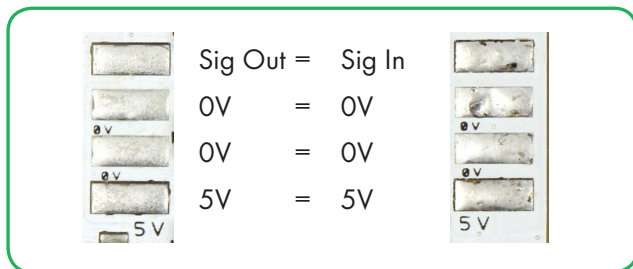 Sig Out = Sig In
0V = 0V
0V
0V
0V = 0V
0V
0V
5V = 5V
5V
5V